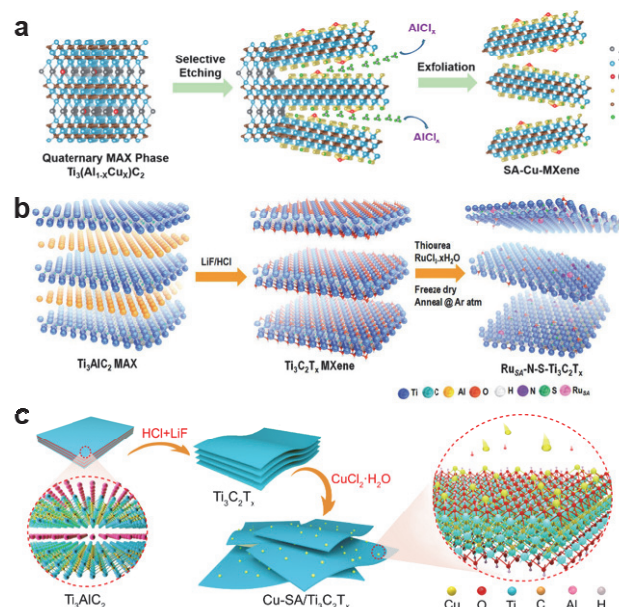 a
Selective
Etching
AlClx
Exfoliation
AlClx
Quaternary MAX Phase
Ti3(Al1-xCux)C2
SA-Cu-MXene
b
LiF/HCl
Thiourea
RuCl3.xH2O
Freeze dry
Anneal @ Ar atm
Ti3AlC2 MAX
Ti3C2Tx MXene
RuSA-N-S-Ti3C2Tx
Ti C Al O H N S RuSA
c
HCl+LiF
Ti3C2Tx
CuCl2·H2O
Ti3AlC2
Cu-SA/Ti3C2Tx
Cu O Ti C Al H